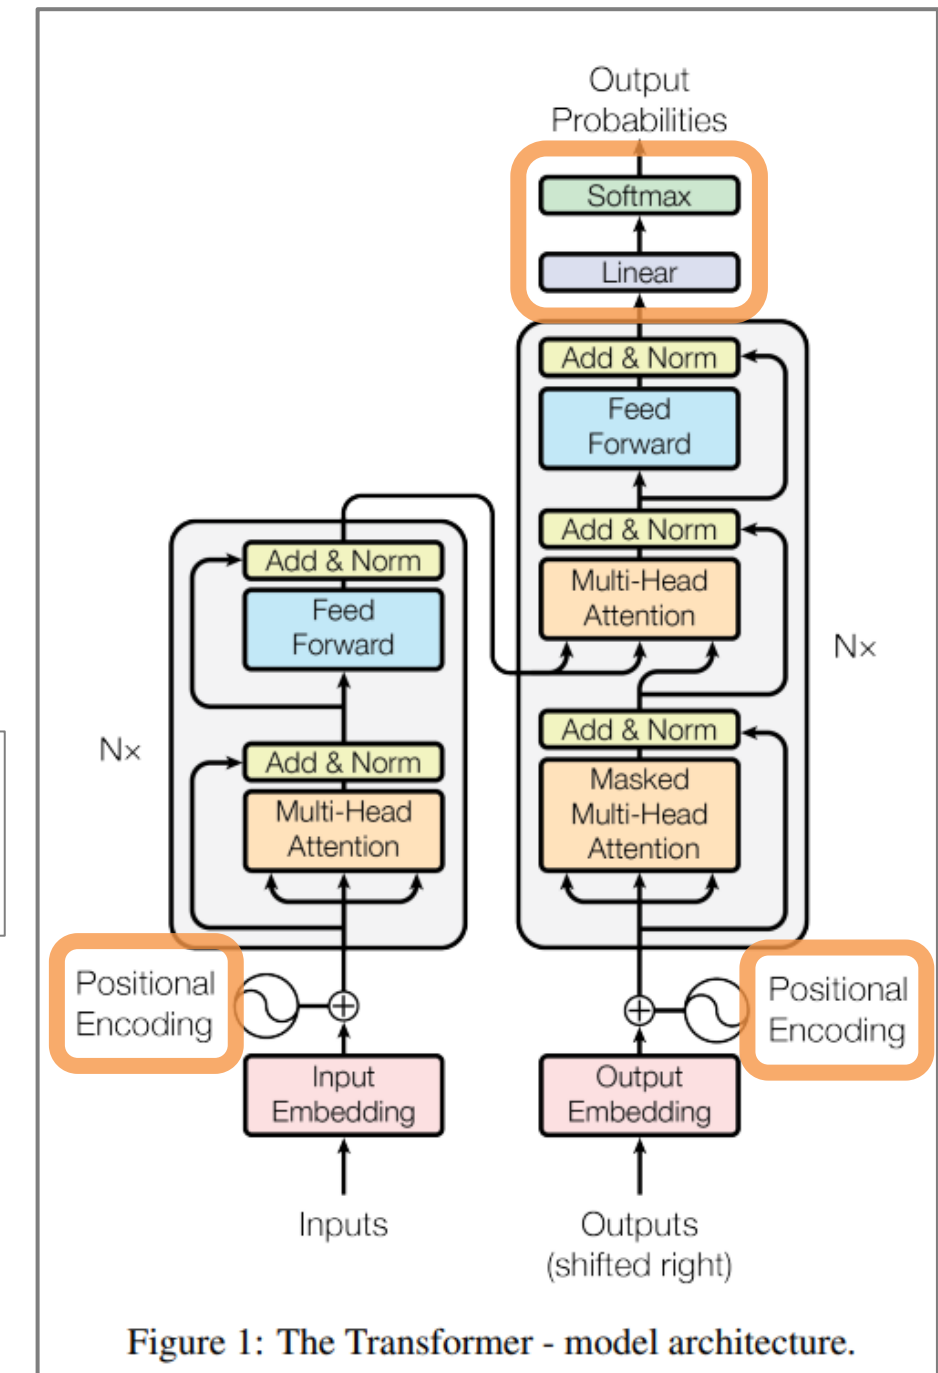 Output
Probabilities
Softmax
Linear
Add & Norm
Feed
Forward
Add & Norm
Multi-Head
Attention
Add & Norm
Masked
Multi-Head
Attention
Nx
Add & Norm
Feed
Forward
Add & Norm
Multi-Head
Attention
Nx
Positional
Encoding
Positional
Encoding
Input
Embedding
Output
Embedding
Inputs
Outputs
(shifted right)
Figure 1: The Transformer - model architecture.